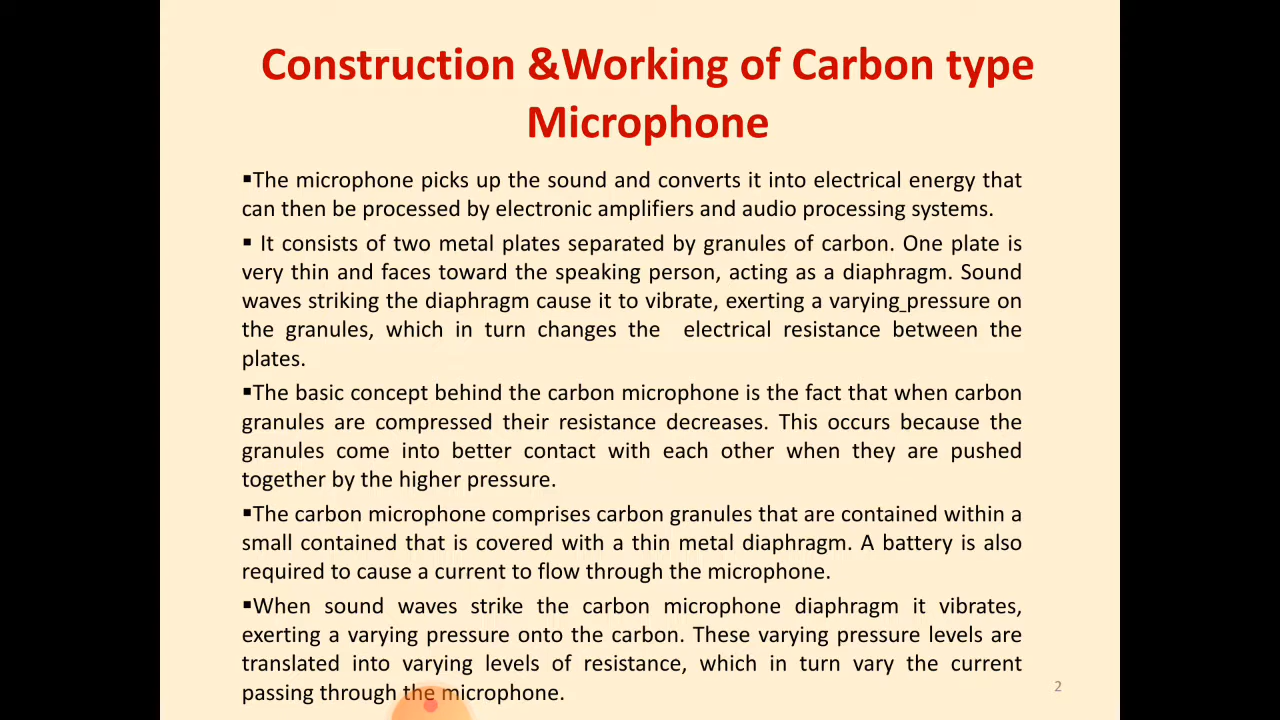 Construction &Working of Carbon type
Microphone
▪The microphone picks up the sound and converts it into electrical energy that
can then be processed by electronic amplifiers and audio processing systems.
▪ It consists of two metal plates separated by granules of carbon. One plate is
very thin and faces toward the speaking person, acting as a diaphragm. Sound
waves striking the diaphragm cause it to vibrate, exerting a varying_pressure on
the granules, which in turn changes the electrical resistance between the
plates.
▪The basic concept behind the carbon microphone is the fact that when carbon
granules are compressed their resistance decreases. This occurs because the
granules come into better contact with each other when they are pushed
together by the higher pressure.
▪The carbon microphone comprises carbon granules that are contained within a
small contained that is covered with a thin metal diaphragm. A battery is also
required to cause a current to flow through the microphone.
▪When sound waves strike the carbon microphone diaphragm it vibrates,
exerting a varying pressure onto the carbon. These varying pressure levels are
translated into varying levels of resistance, which in turn vary the current
passing through the microphone.
2